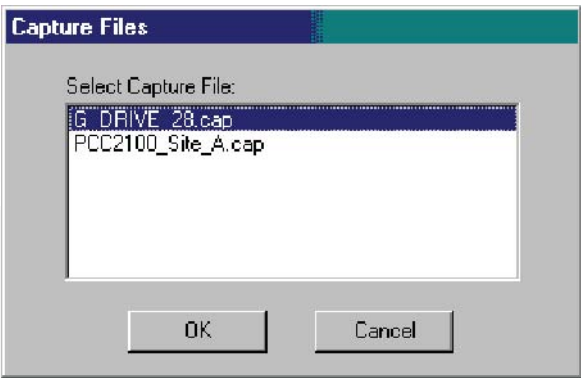 Capture Files
Select Capture File:
G_DRIVE_28.cap
PCC2100_Site_A.cap
OK
Cancel